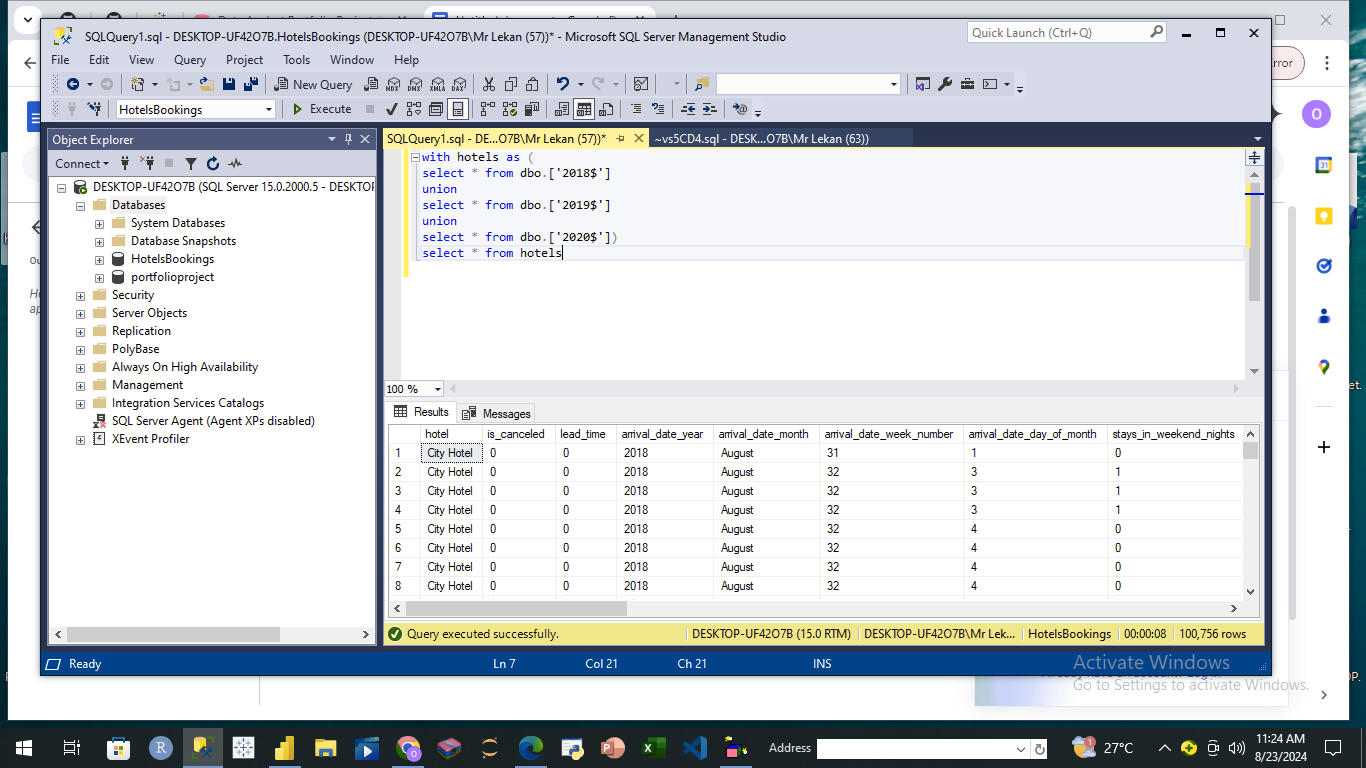 SQLQuery1.sql - DESKTOP-UF42O7B.HotelsBookings (DESKTOP-UF42O7B\Mr Lekan (57))* - Microsoft SQL Server Management Studio
Quick Launch (Ctrl+Q)
File Edit View Query Project Tools Window Help
New Query
HotelsBookings
Execute
Object Explorer
Connect
DESKTOP-UF42O7B (SQL Server 15.0.2000.5 - DESKTOP
Databases
System Databases
Database Snapshots
HotelsBookings
portfolioproject
Security
Server Objects
Replication
PolyBase
Always On High Availability
Management
Integration Services Catalogs
SQL Server Agent (Agent XPs disabled)
XEvent Profiler
SQLQuery1.sql - DE...O7B\Mr Lekan (57))* ~vs5CD4.sql - DESK...O7B\Mr Lekan (63))
with hotels as (
select * from dbo.['2018$']
union
select * from dbo.['2019$']
union
select * from dbo.['2020$'])
select * from hotels
100 %
Results Messages
hotel is_canceled lead_time arrival_date_year arrival_date_month arrival_date_week_number arrival_date_day_of_month stays_in_weekend_nights
1 City Hotel 0 0 2018 August 31 1 0
2 City Hotel 0 0 2018 August 32 3 1
3 City Hotel 0 0 2018 August 32 3 1
4 City Hotel 0 0 2018 August 32 3 1
5 City Hotel 0 0 2018 August 32 4 0
6 City Hotel 0 0 2018 August 32 4 0
7 City Hotel 0 0 2018 August 32 4 0
8 City Hotel 0 0 2018 August 32 4 0
Query executed successfully. DESKTOP-UF42O7B (15.0 RTM) DESKTOP-UF42O7B\Mr Lek... HotelsBookings 00:00:08 100,756 rows
Ready Ln 7 Col 21 Ch 21 INS
Activate Windows
Go to Settings to activate Windows.
Address
27°C
11:24 AM
8/23/2024